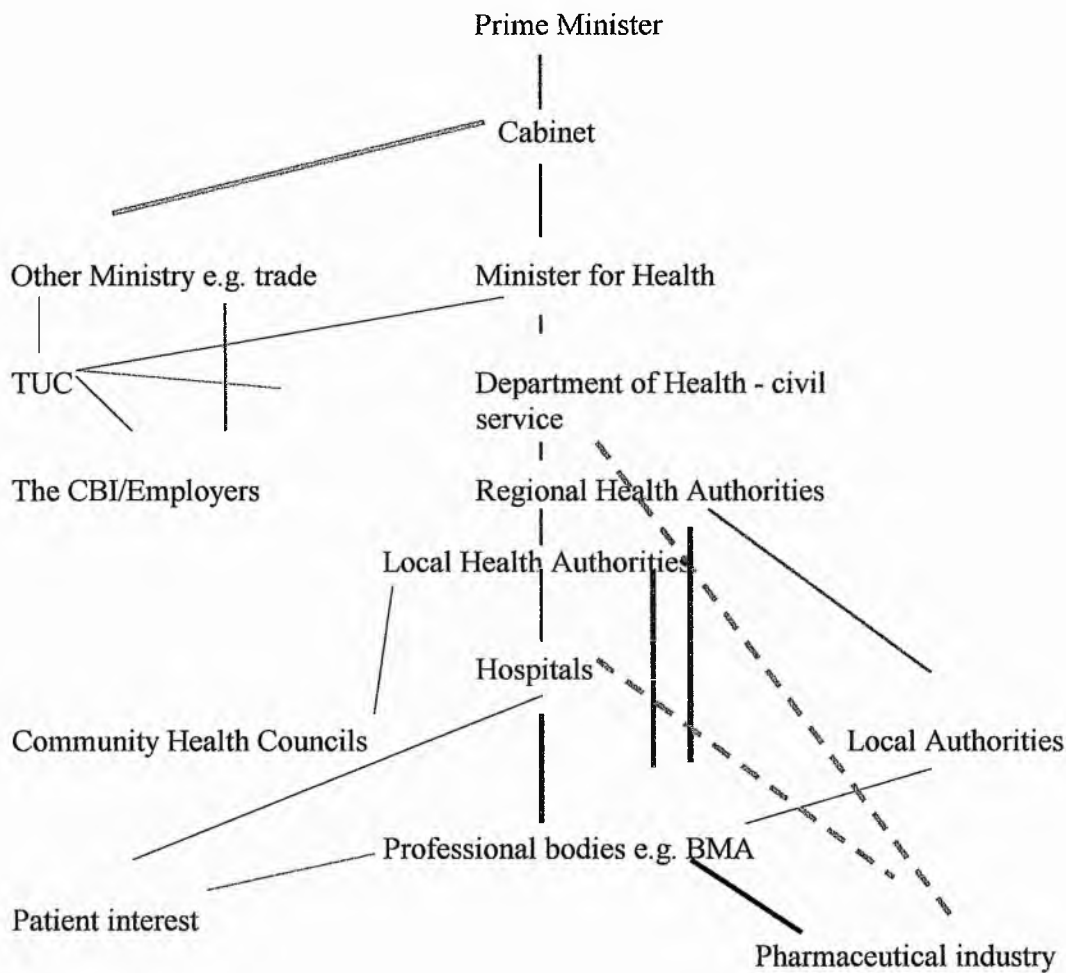 Prime Minister
Cabinet
Other Ministry e.g. trade
Minister for Health
TUC
Department of Health - civil
service
The CBI/Employers
Regional Health Authorities
Local Health Authorities
Hospitals
Community Health Councils
Local Authorities
Professional bodies e.g. BMA
Patient interest
Pharmaceutical industry